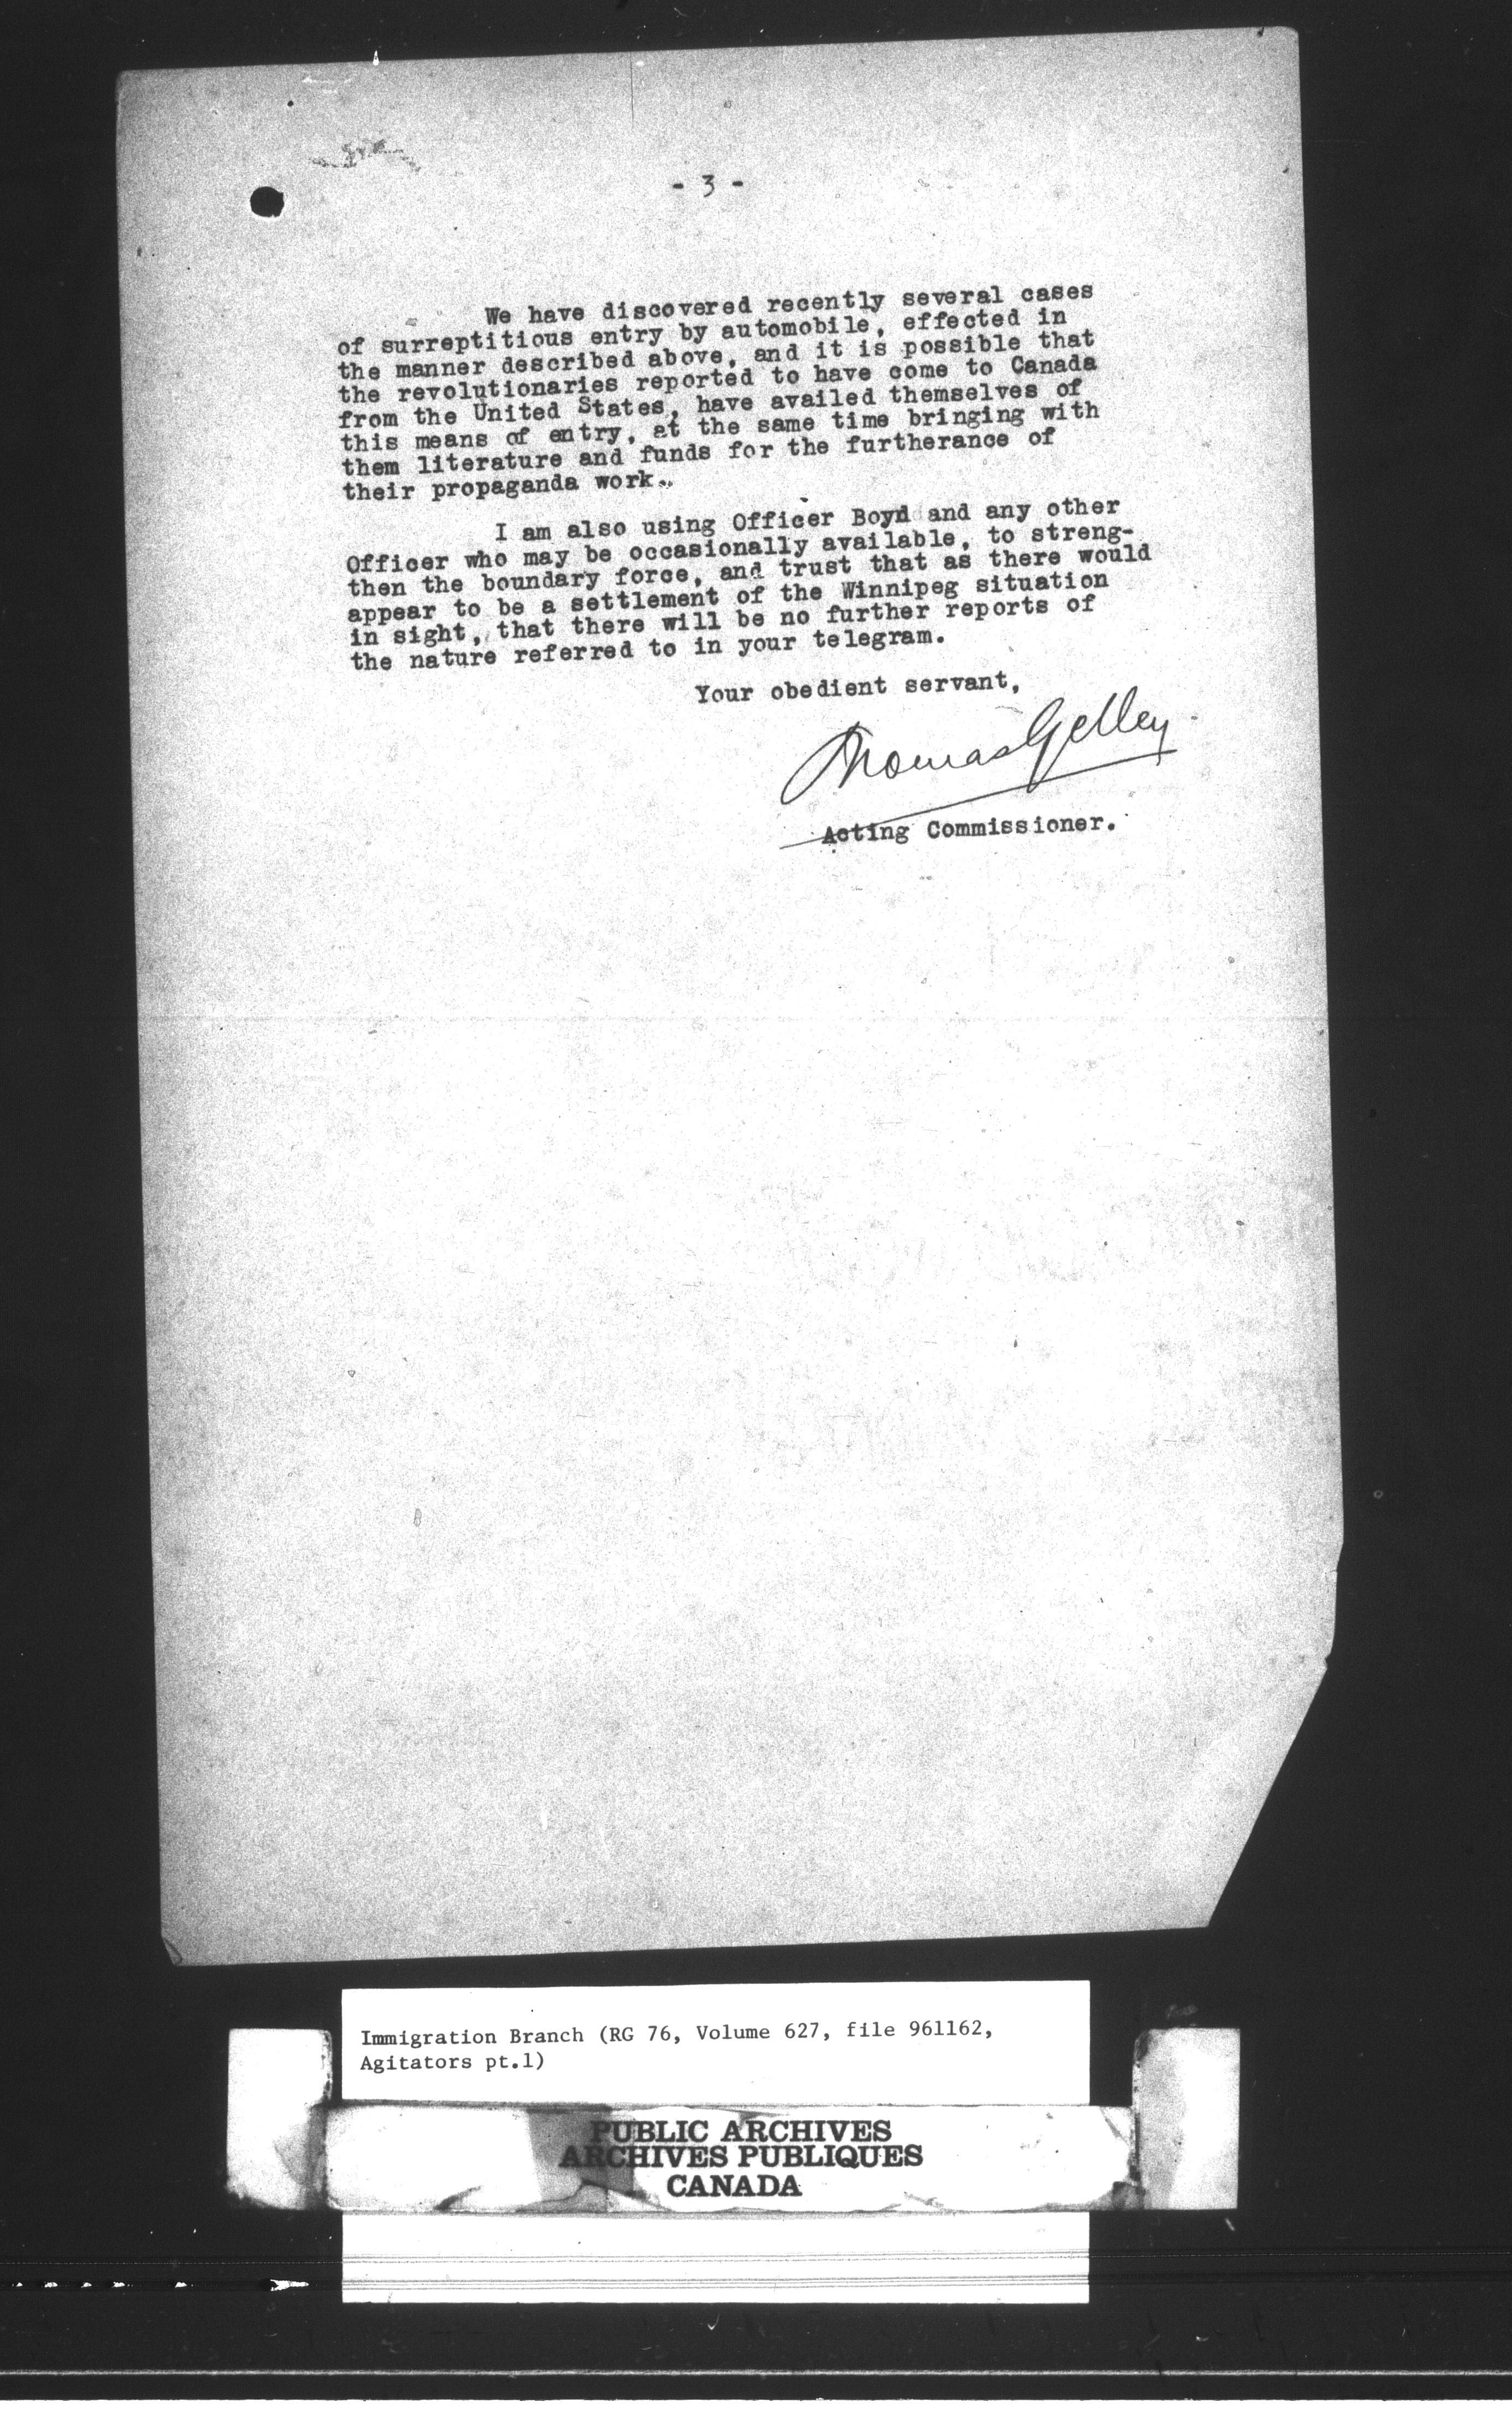 - 3 -
We have discovered recently several cases
of surreptitious entry by automobile, effected in
the manner described above, and it is possible that
the revolutionaries reported to have come to Canada
from the United States, have availed themselves of
this means of entry, at the same time bringing with
them literature and funds for the furtherance of
their propaganda work.
I am also using Officer Boyd and any other
Officer who may be occasionally available, to streng-
then the boundary force, and trust that as there would
appear to be a settlement of the Winnipeg situation
in sight, that there will be no further reports of
the nature referred to in your telegram.
Your obedient servant,
Thomas Gelley
Acting Commissioner.
Immigration Branch (RG 76, Volume 627, file 961162,
Agitators pt.1)
PUBLIC ARCHIVES
ARCHIVES PUBLIQUES
CANADA